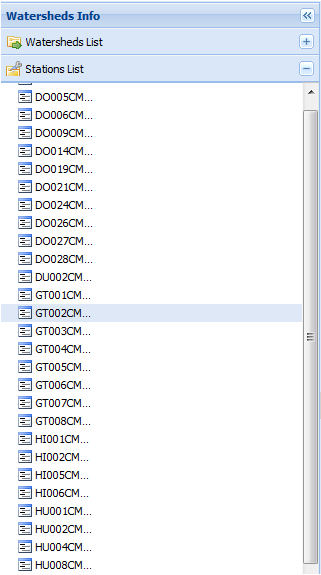 Watersheds Info
Watersheds List
Stations List
DO005CM...
DO006CM...
DO009CM...
DO014CM...
DO019CM...
DO021CM...
DO024CM...
DO026CM...
DO027CM...
DO028CM...
DU002CM...
GT001CM...
GT002CM...
GT003CM...
GT004CM...
GT005CM...
GT006CM...
GT007CM...
GT008CM...
HI001CM...
HI002CM...
HI005CM...
HI006CM...
HU001CM...
HU002CM...
HU004CM...
HU008CM...